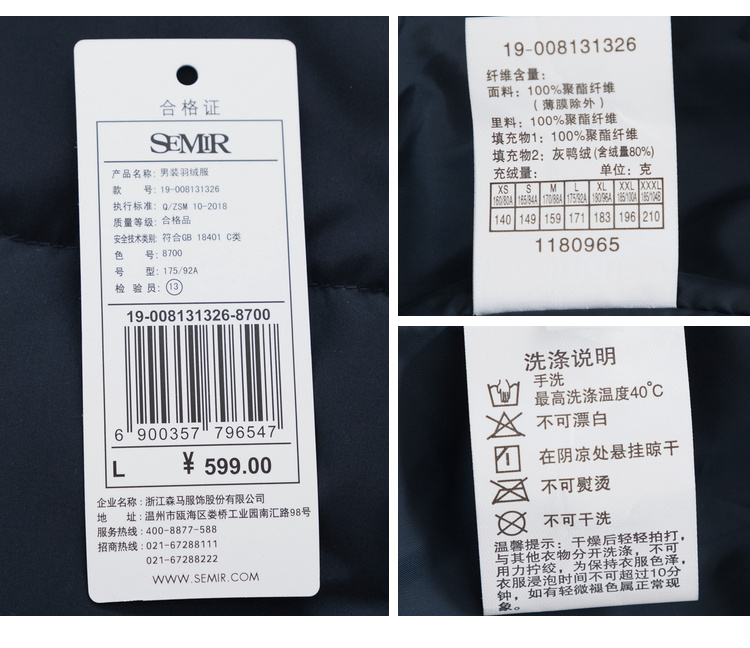 合格证
SEMIR
产品名称: 男装羽绒服
款 号: 19-008131326
执行标准: Q/ZSM 10-2018
质量等级: 合格品
安全技术类别: 符合GB 18401 C类
色 号: 8700
号 型: 175/92A
检 验 员: 13
19-008131326-8700
6 900357 796547
L ¥ 599.00
企业名称: 浙江森马服饰股份有限公司
地 址: 温州市瓯海区娄桥工业园南汇路98号
服务热线: 400-8877-588
招商热线: 021-67288111
021-67288222
WWW.SEMIR.COM
19-008131326
纤维含量:
面料: 100%聚酯纤维
(薄膜除外)
里料: 100%聚酯纤维
填充物1: 100%聚酯纤维
填充物2: 灰鸭绒(含绒量80%)
充绒量: 单位: 克
XS S M L XL XXL XXXL
160/80A 165/84A 170/88A 175/92A 180/96A 185/100A 185/104B
140 149 159 171 183 196 210
1180965
洗涤说明
手洗
最高洗涤温度40℃
不可漂白
在阴凉处悬挂晾干
不可熨烫
不可干洗
温馨提示: 干燥后轻轻拍打,
与其他衣物分开洗涤, 不可
用力拧绞, 为保持衣服色泽,
衣服浸泡时间不可超过10分
钟, 如有轻微褪色属正常现
象。